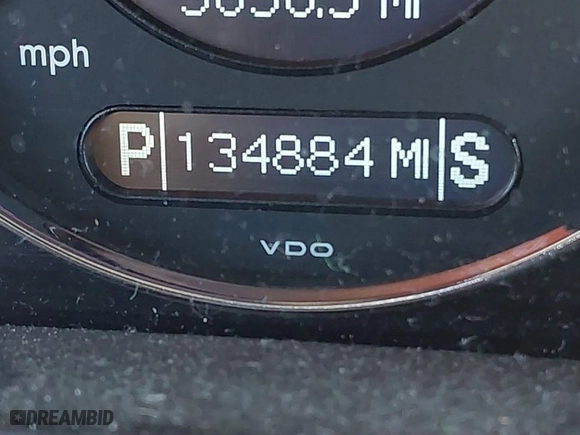 mph
P 134884 MI S
VDO
DREAMBID